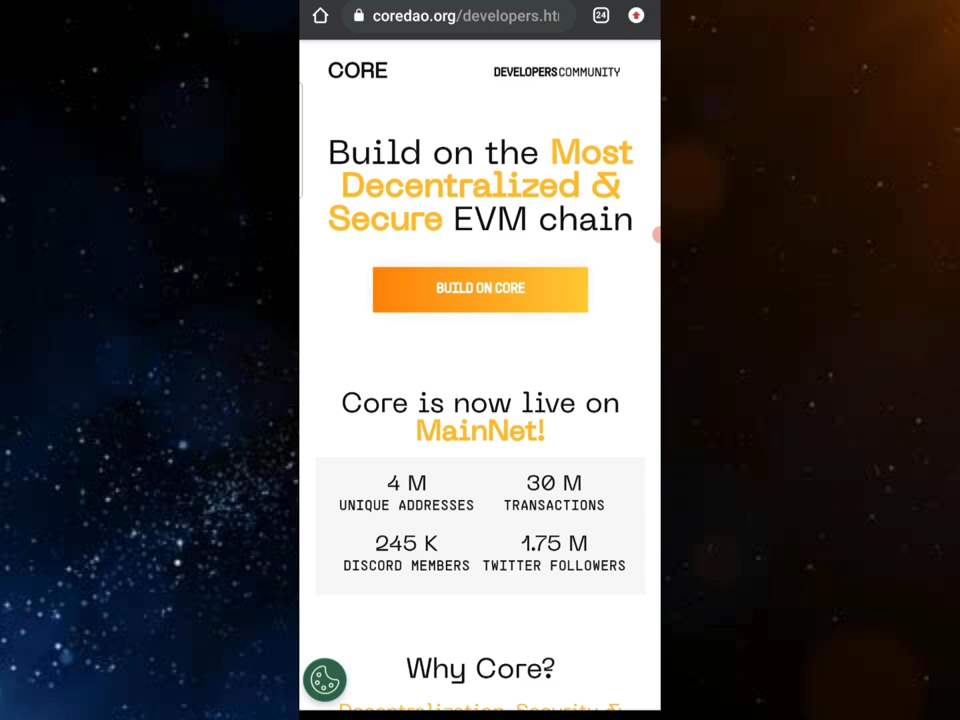 coredao.org/developers.ht
24
CORE
DEVELOPERS COMMUNITY
Build on the Most
Decentralized &
Secure EVM chain
BUILD ON CORE
Core is now live on
MainNet!
4 M 30 M
UNIQUE ADDRESSES TRANSACTIONS
245 K 1.75 M
DISCORD MEMBERS TWITTER FOLLOWERS
Why Core?
Decentralization, Security &